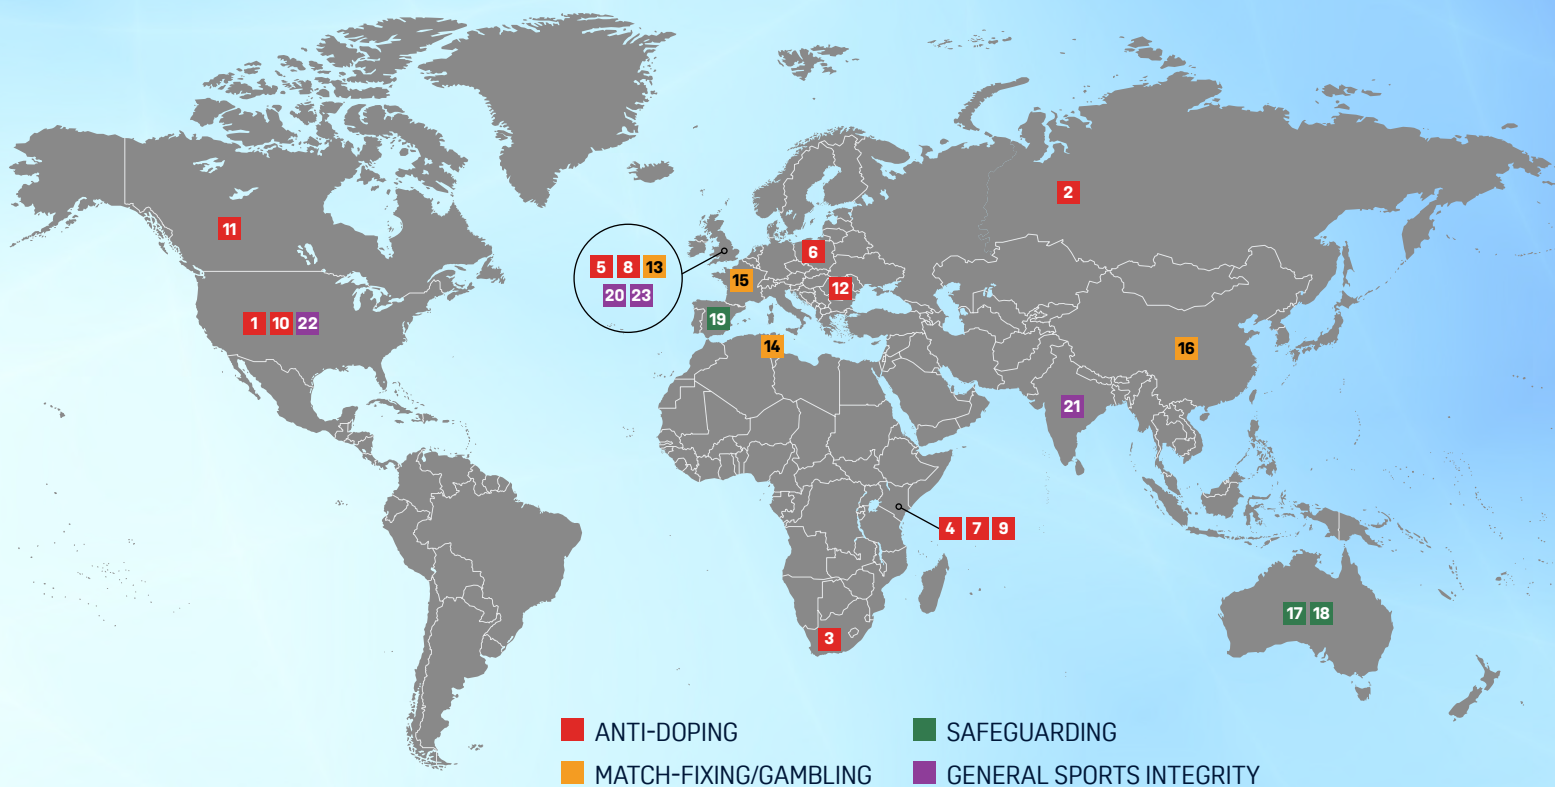 2
11
6
5 8 13
15
12
20 23
19
1 10 22
14
16
21
4 7 9
17 18
3
ANTI-DOPING
SAFEGUARDING
MATCH-FIXING/GAMBLING
GENERAL SPORTS INTEGRITY